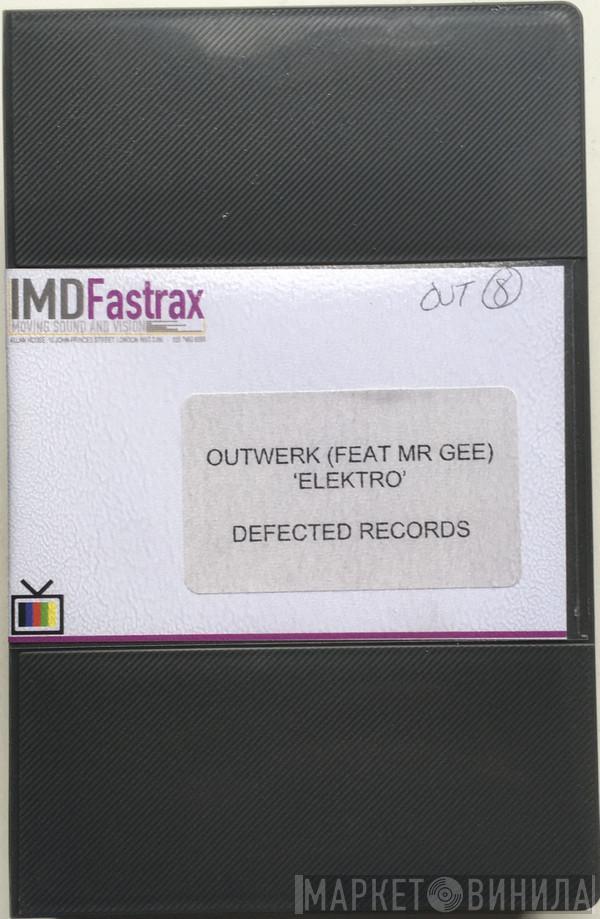 IMDFastrax
MOVING SOUND AND VISION
OUT 8
OUTWERK (FEAT MR GEE)
'ELEKTRO'
DEFECTED RECORDS
МАРКЕТ ВИНИЛА